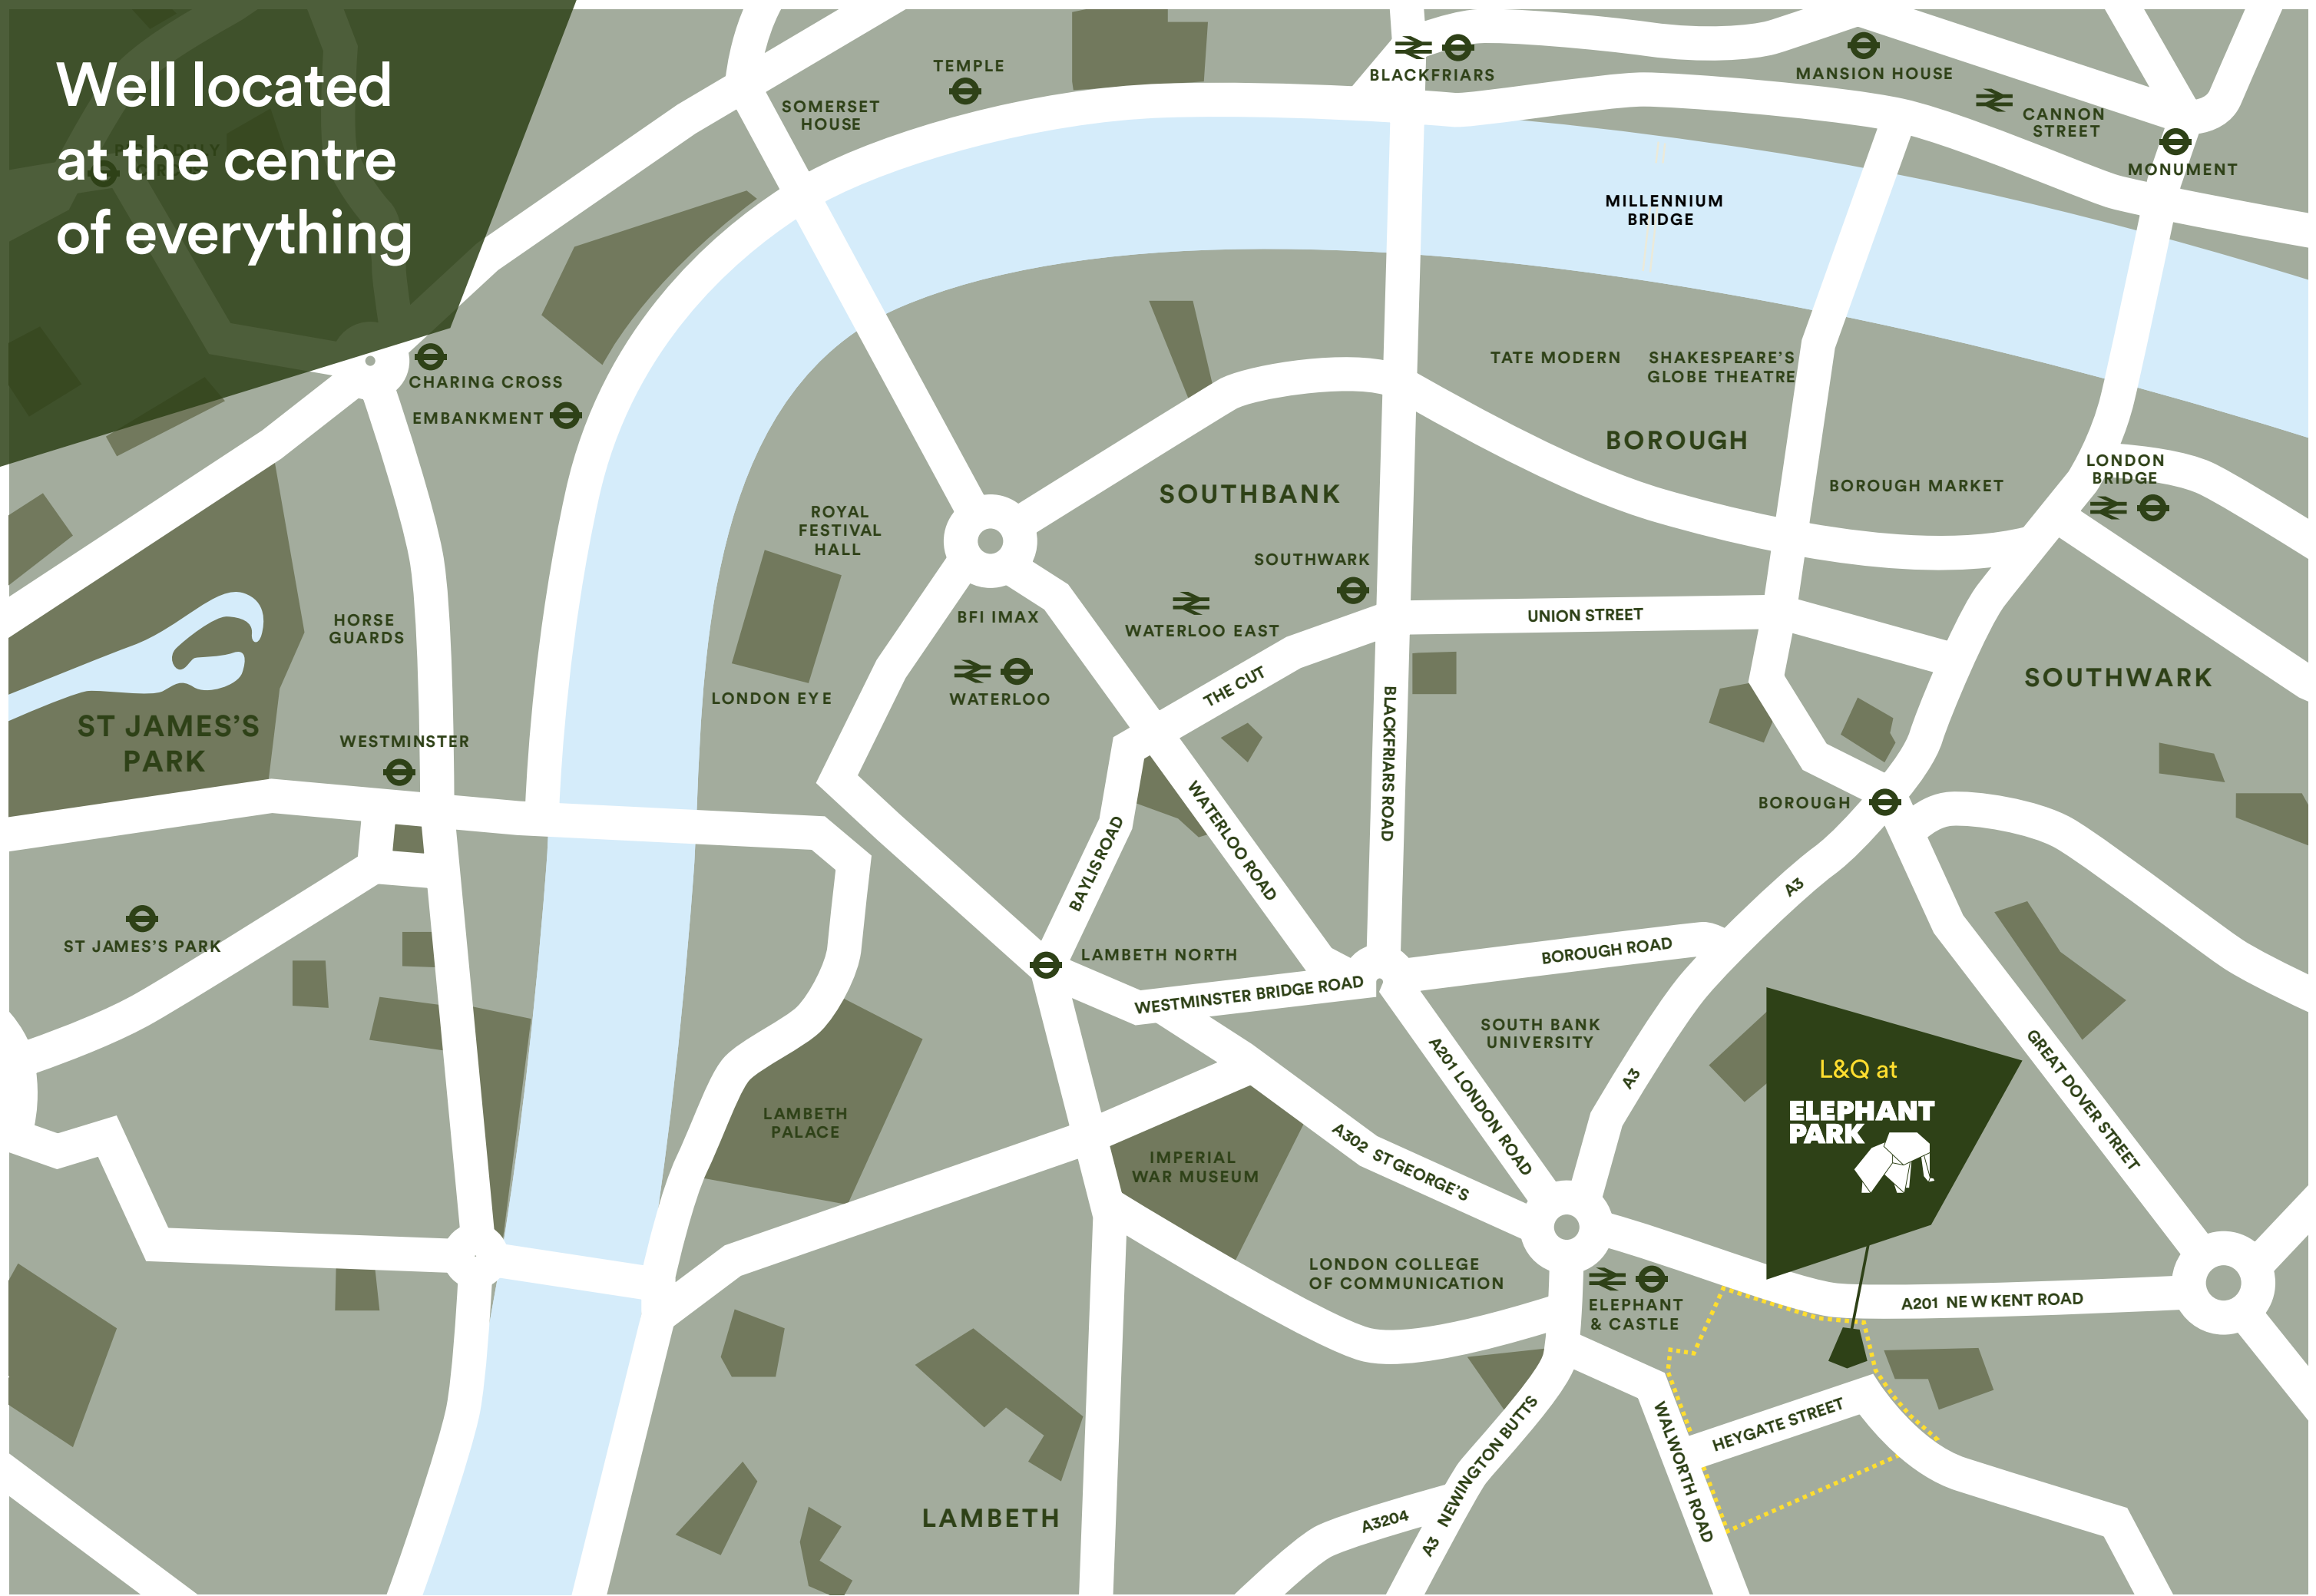 Well located
at the centre
of everything
TEMPLE
SOMERSET
HOUSE
BLACKFRIARS
MANSION HOUSE
CANNON
STREET
MONUMENT
MILLENNIUM
BRIDGE
CHARING CROSS
EMBANKMENT
TATE MODERN
SHAKESPEARE'S
GLOBE THEATRE
BOROUGH
LONDON
BRIDGE
BOROUGH MARKET
SOUTHBANK
ROYAL
FESTIVAL
HALL
SOUTHWARK
HORSE
GUARDS
BFI IMAX
WATERLOO EAST
UNION STREET
THE CUT
SOUTHWARK
LONDON EYE
WATERLOO
ST JAMES'S
PARK
WESTMINSTER
BLACKFRIARS ROAD
WATERLOO ROAD
BAYLIS ROAD
BOROUGH
A3
ST JAMES'S PARK
LAMBETH NORTH
BOROUGH ROAD
WESTMINSTER BRIDGE ROAD
SOUTH BANK
UNIVERSITY
A201 LONDON ROAD
A3
L&Q at
ELEPHANT
PARK
GREAT DOVER STREET
LAMBETH
PALACE
IMPERIAL
WAR MUSEUM
A302 ST GEORGE'S
LONDON COLLEGE
OF COMMUNICATION
ELEPHANT
& CASTLE
A201 NEW KENT ROAD
HEYGATE STREET
WALWORTH ROAD
A3 NEWINGTON BUTTS
A3204
LAMBETH